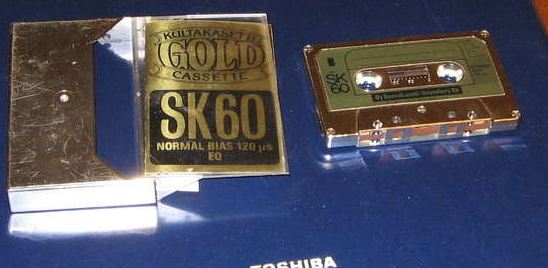 KULTAKASETTI
GOLD
CASSETTE
SK60
NORMAL BIAS 120 µs
EQ
B
SK
60
TOSHIBA